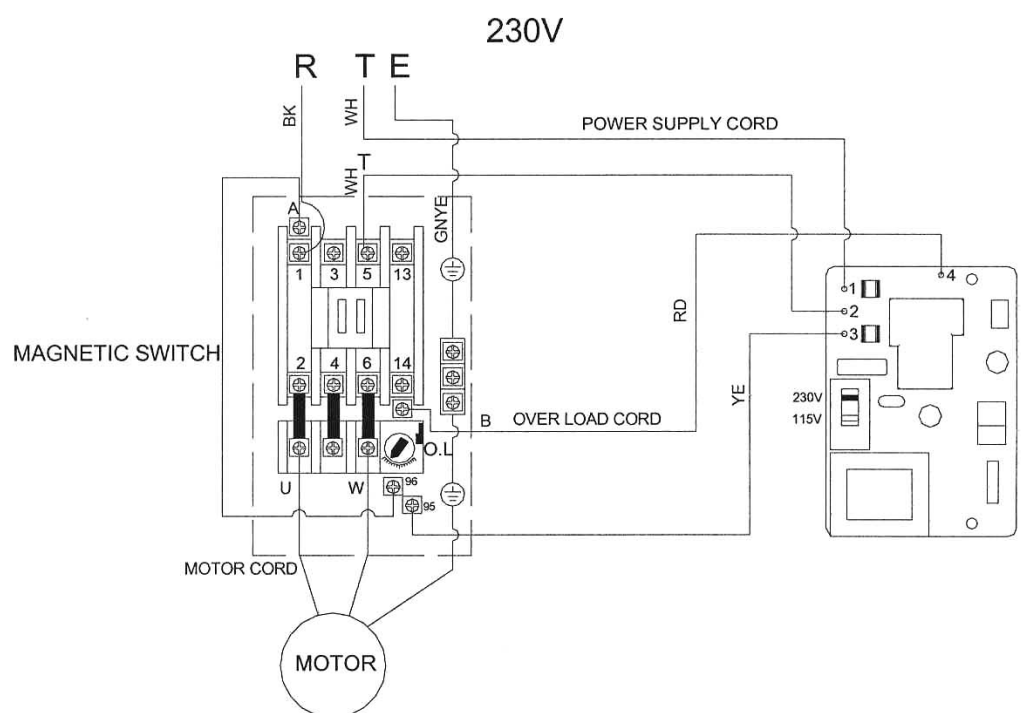 230V
R T E
BK
WH
POWER SUPPLY CORD
T
WH
GNYE
A
1 3 5 13
RD
4
1
2
3
MAGNETIC SWITCH
2 4 6 14
YE
230V
115V
B OVER LOAD CORD
O.L
U W
96
95
MOTOR CORD
MOTOR